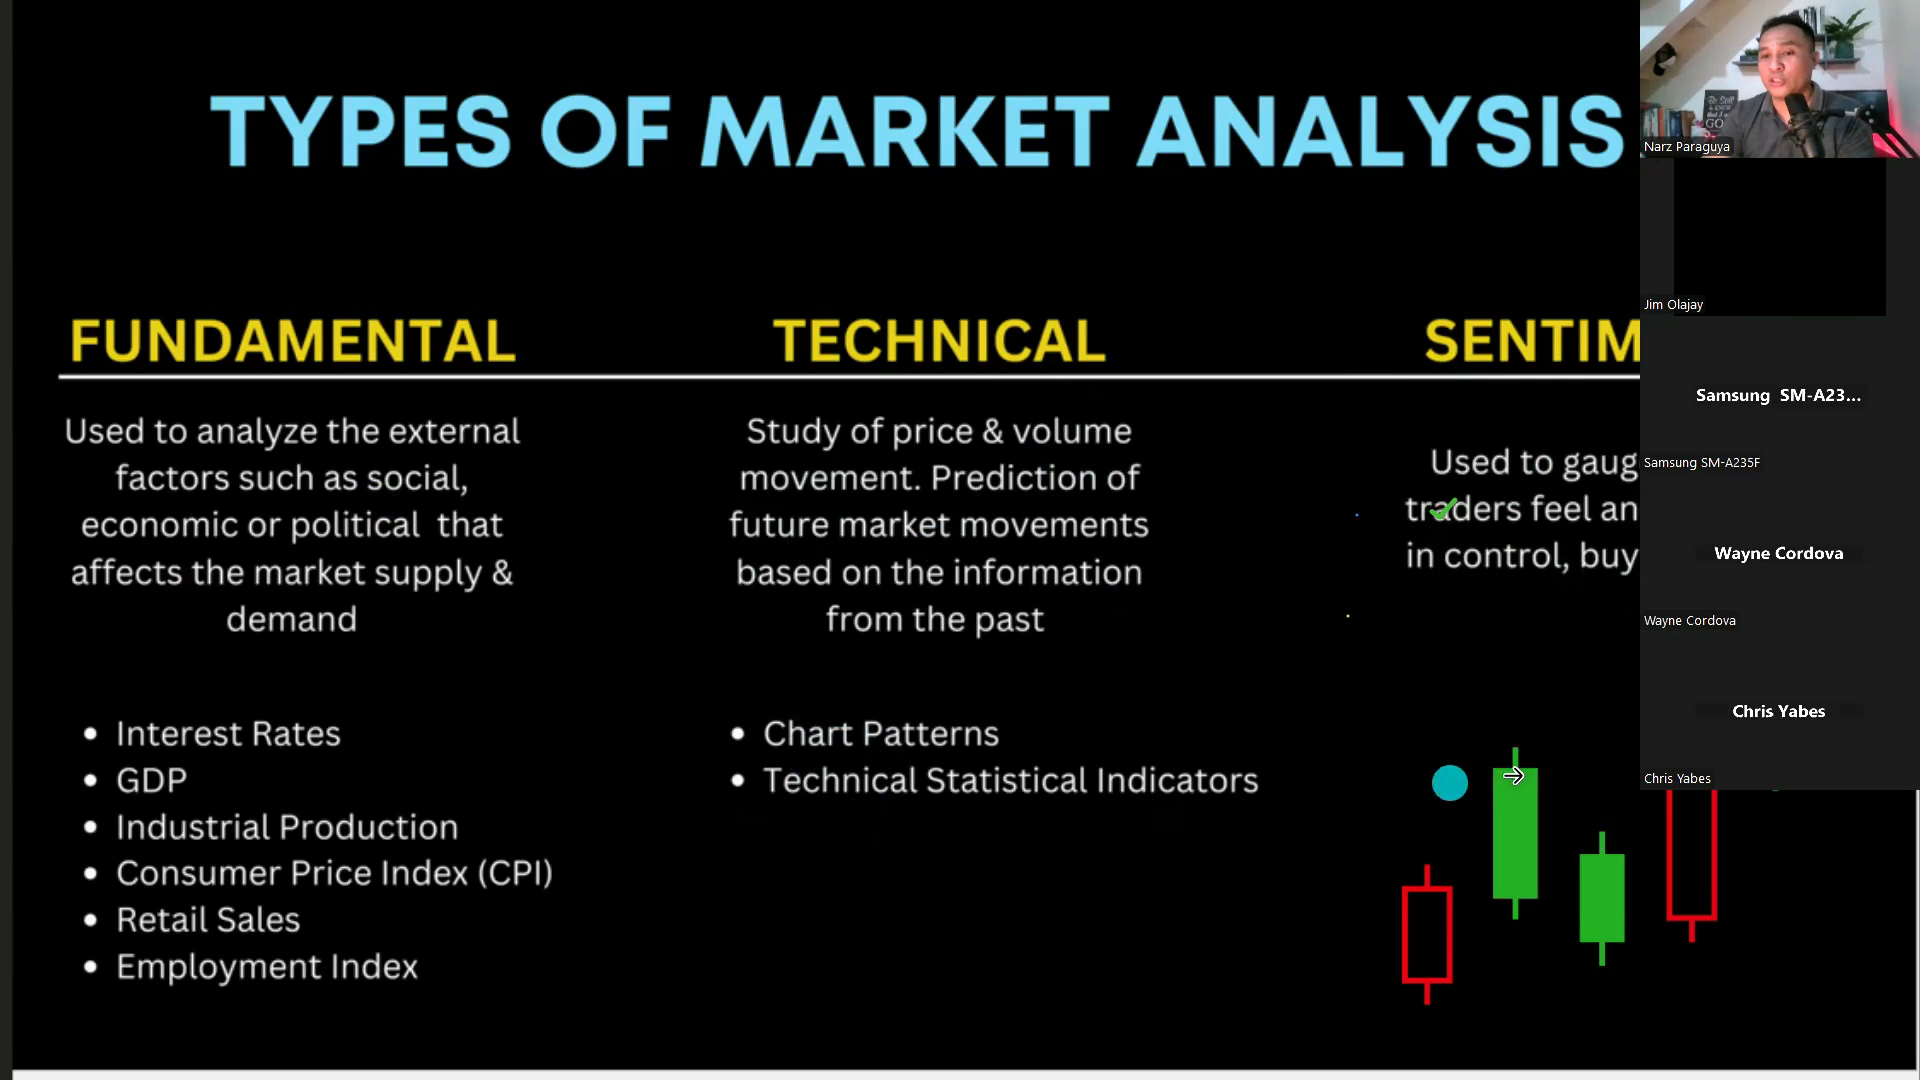 TYPES OF MARKET ANALYSIS
FUNDAMENTAL
Used to analyze the external
factors such as social,
economic or political that
affects the market supply &
demand
• Interest Rates
• GDP
• Industrial Production
• Consumer Price Index (CPI)
• Retail Sales
• Employment Index
TECHNICAL
Study of price & volume
movement. Prediction of
future market movements
based on the information
from the past
• Chart Patterns
• Technical Statistical Indicators
SENTIM
Used to gaug
traders feel an
in control, buy
Narz Paraguya
Jim Olajay
Samsung SM-A23...
Samsung SM-A235F
Wayne Cordova
Wayne Cordova
Chris Yabes
Chris Yabes